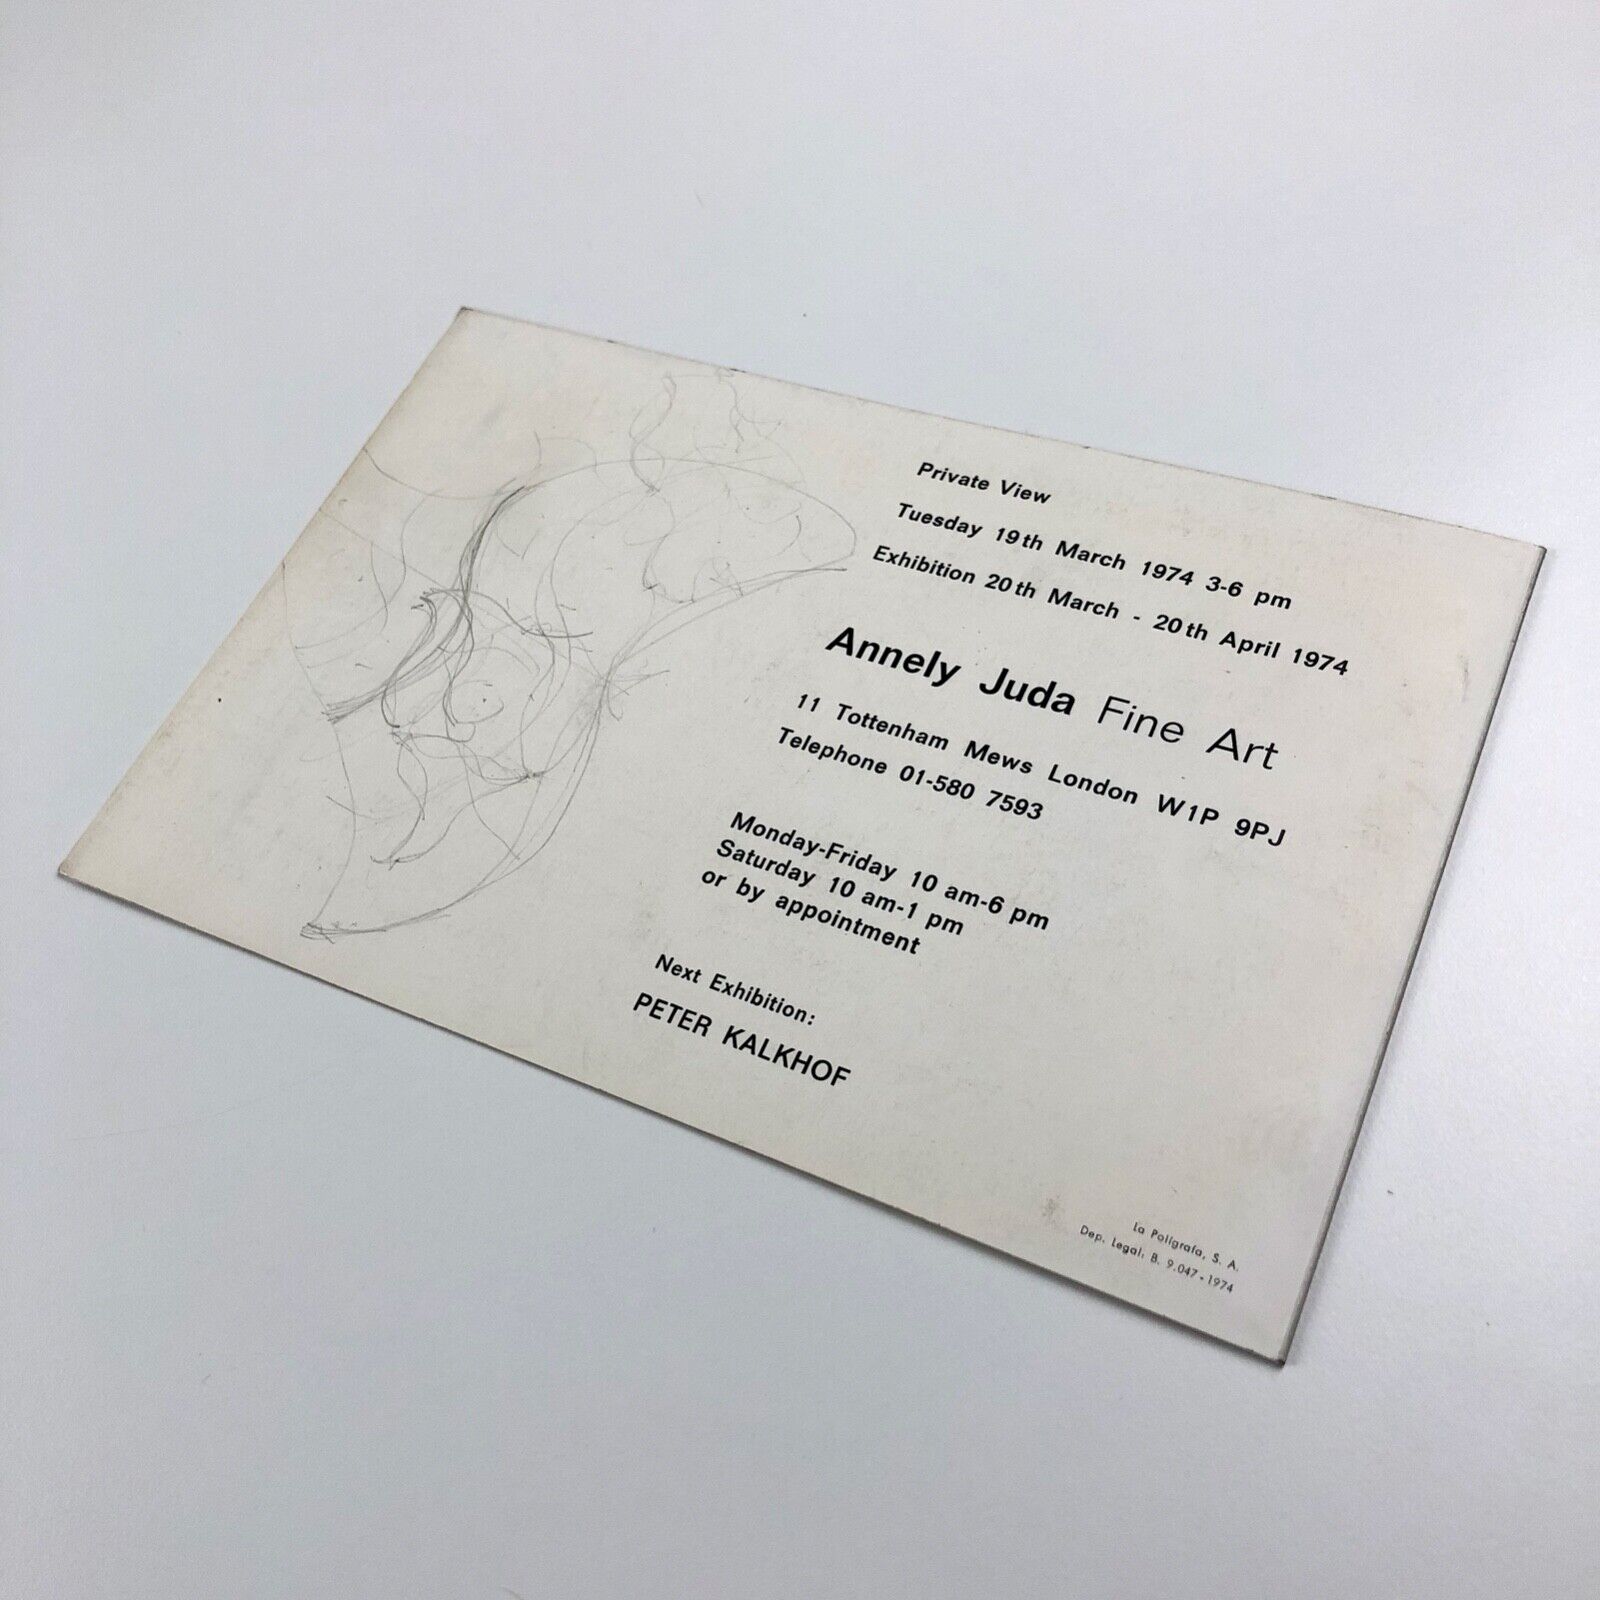 Private View
Tuesday 19th March 1974 3-6 pm
Exhibition 20th March - 20th April 1974
Annely Juda Fine Art
11 Tottenham Mews London W1P 9PJ
Telephone 01-580 7593
Monday-Friday 10 am-6 pm
Saturday 10 am-1 pm
or by appointment
Next Exhibition:
PETER KALKHOF
La Polígrafa, S. A.
Dep. Legal: B. 9.047 - 1974